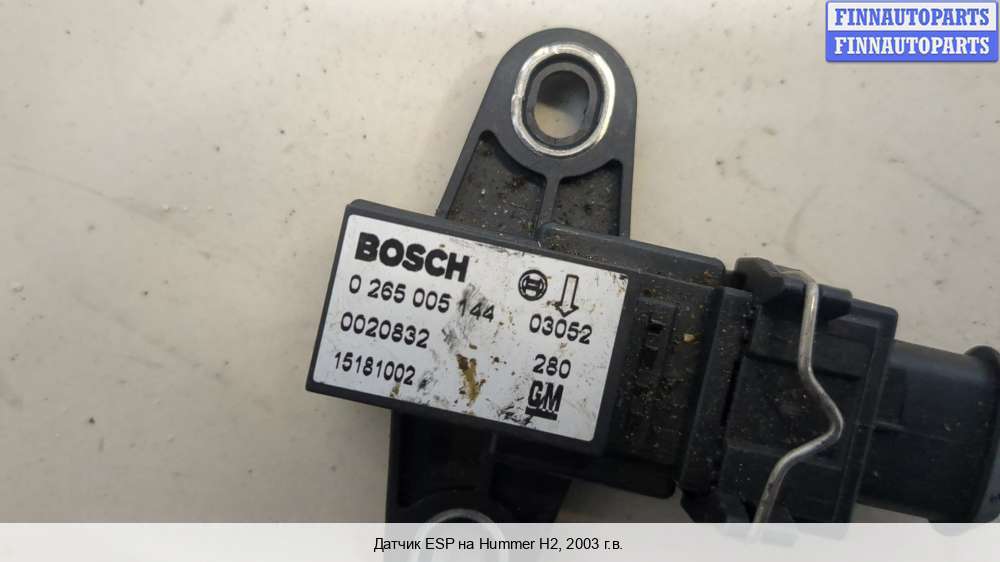 FINNAUTOPARTS
FINNAUTOPARTS
BOSCH
0 265 005 144 03052
0020832 280
15181002 GM
Датчик ESP на Hummer H2, 2003 г.в.